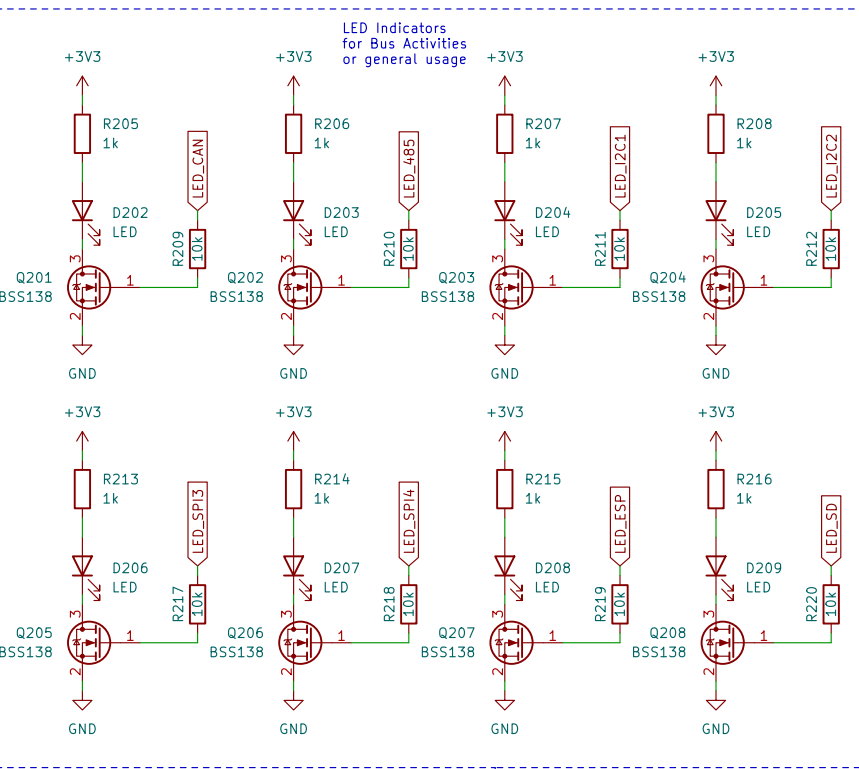 LED Indicators
for Bus Activities
or general usage
+3V3
R205
1k
LED_CAN
D202
LED
R209
10k
3
Q201
BSS138
1
2
GND
+3V3
R206
1k
LED_485
D203
LED
R210
10k
3
Q202
BSS138
1
2
GND
+3V3
R207
1k
LED_I2C1
D204
LED
R211
10k
3
Q203
BSS138
1
2
GND
+3V3
R208
1k
LED_I2C2
D205
LED
R212
10k
3
Q204
BSS138
1
2
GND
+3V3
R213
1k
LED_SPI3
D206
LED
R217
10k
3
Q205
BSS138
1
2
GND
+3V3
R214
1k
LED_SPI4
D207
LED
R218
10k
3
Q206
BSS138
1
2
GND
+3V3
R215
1k
LED_ESP
D208
LED
R219
10k
3
Q207
BSS138
1
2
GND
+3V3
R216
1k
LED_SD
D209
LED
R220
10k
3
Q208
BSS138
1
2
GND